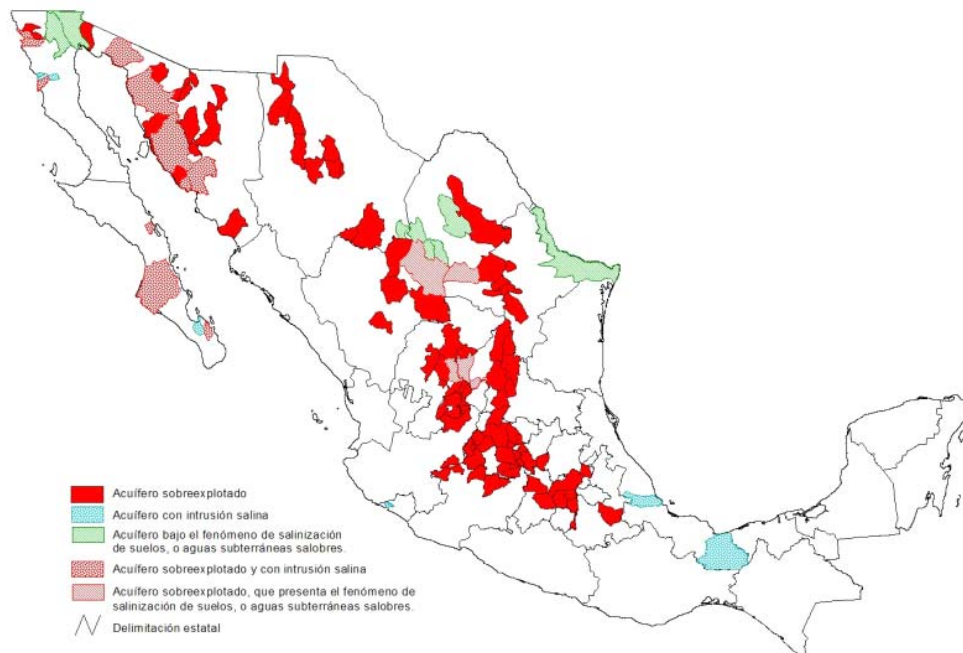 Acuífero sobreexplotado
Acuífero con intrusión salina
Acuífero bajo el fenómeno de salinización
de suelos, o aguas subterráneas salobres.
Acuífero sobreexplotado y con intrusión salina
Acuífero sobreexplotado, que presenta el fenómeno de
salinización de suelos, o aguas subterráneas salobres.
Delimitación estatal